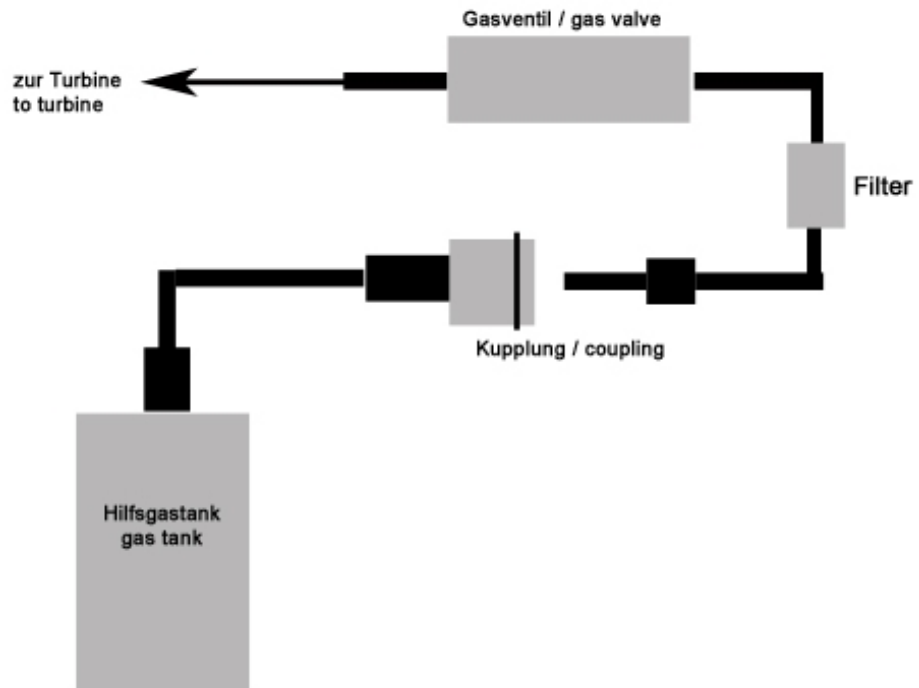 Gasventil / gas valve
zur Turbine
to turbine
Filter
Kupplung / coupling
Hilfsgastank
gas tank